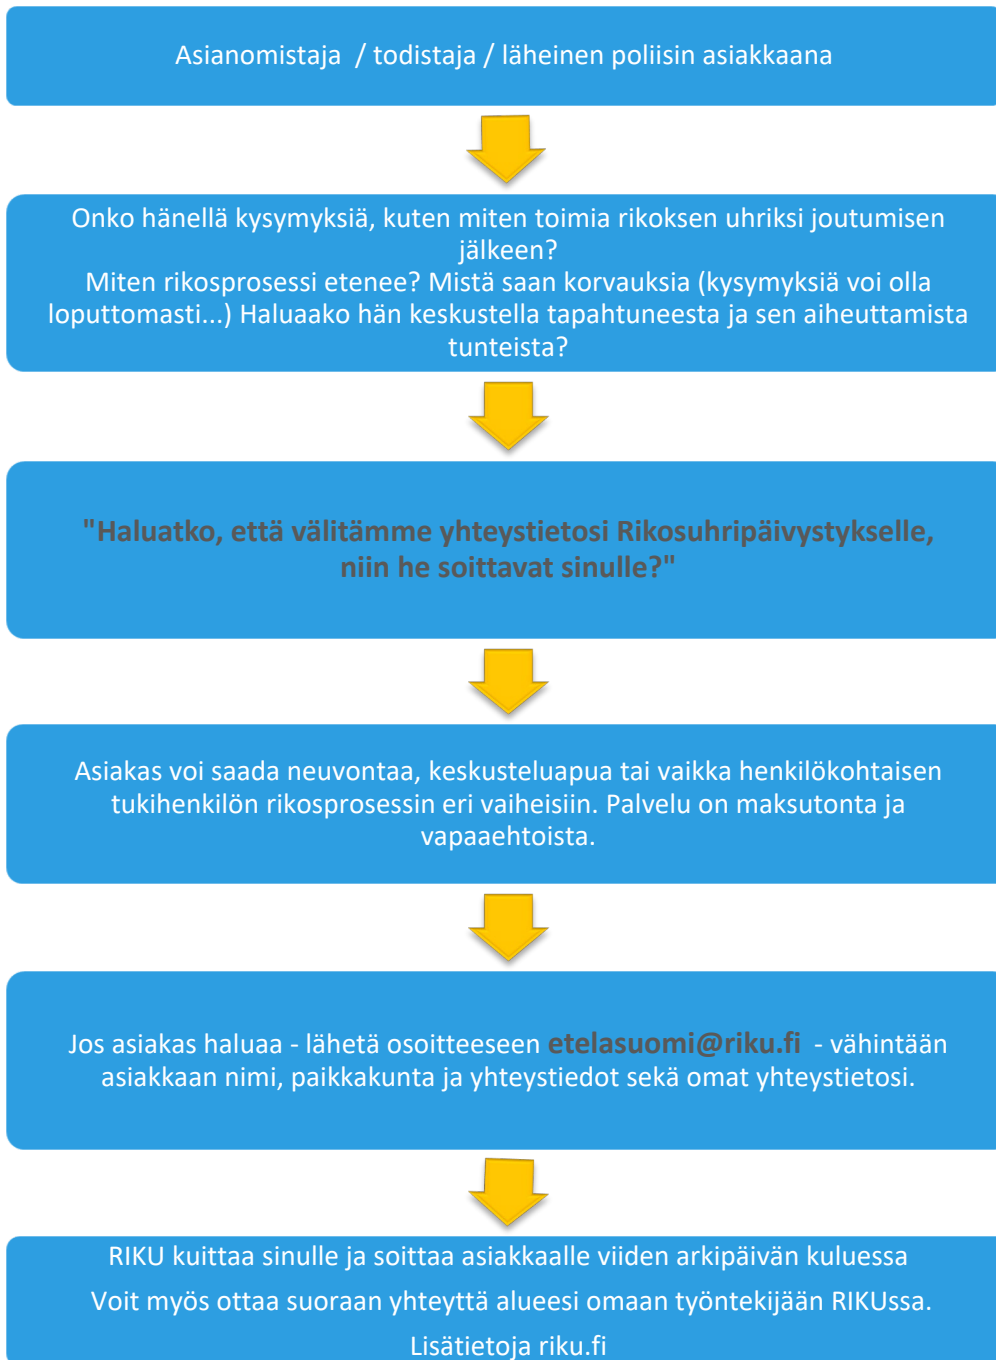 Asianomistaja / todistaja / läheinen poliisin asiakkaana
Onko hänellä kysymyksiä, kuten miten toimia rikoksen uhriksi joutumisen
jälkeen?
Miten rikosprosessi etenee? Mistä saan korvauksia (kysymyksiä voi olla
loputtomasti...) Haluaako hän keskustella tapahtuneesta ja sen aiheuttamista
tunteista?
"Haluatko, että välitämme yhteystietosi Rikosuhripäivystykselle,
niin he soittavat sinulle?"
Asiakas voi saada neuvontaa, keskusteluapua tai vaikka henkilökohtaisen
tukihenkilön rikosprosessin eri vaiheisiin. Palvelu on maksutonta ja
vapaaehtoista.
Jos asiakas haluaa - lähetä osoitteeseen etelasuomi@riku.fi - vähintään
asiakkaan nimi, paikkakunta ja yhteystiedot sekä omat yhteystietosi.
RIKU kuittaa sinulle ja soittaa asiakkaalle viiden arkipäivän kuluessa
Voit myös ottaa suoraan yhteyttä alueesi omaan työntekijään RIKUssa.
Lisätietoja riku.fi